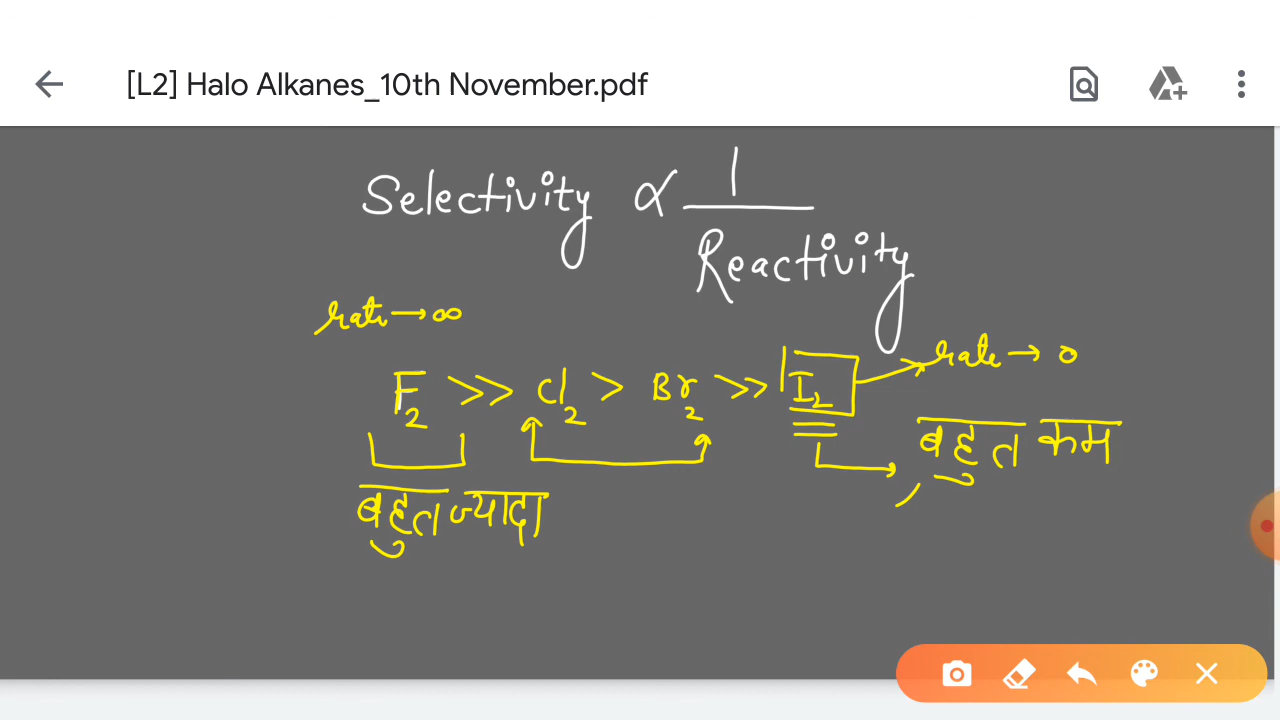 [L2] Halo Alkanes_10th November.pdf
Selectivity ∝ 1
Reactivity
rate → ∞
F2 >> Cl2 > Br2 >> I2
rate → 0
बहुत कम
बहुत ज्यादा